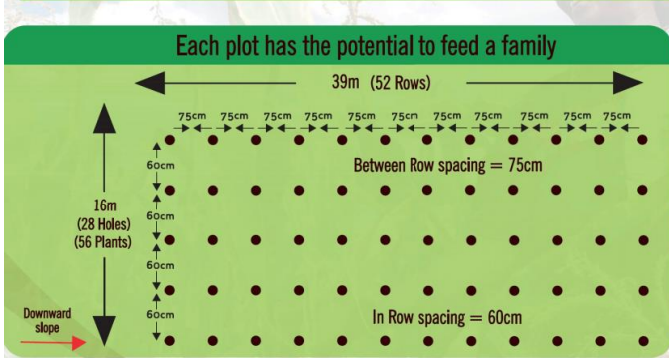 Each plot has the potential to feed a family
39m (52 Rows)
75cm 75cm 75cm 75cm 75cm 75cm 75cm 75cm 75cm 75cm 75cm
60cm
Between Row spacing = 75cm
60cm
16m
(28 Holes)
(56 Plants)
60cm
Downward
slope
60cm
In Row spacing = 60cm